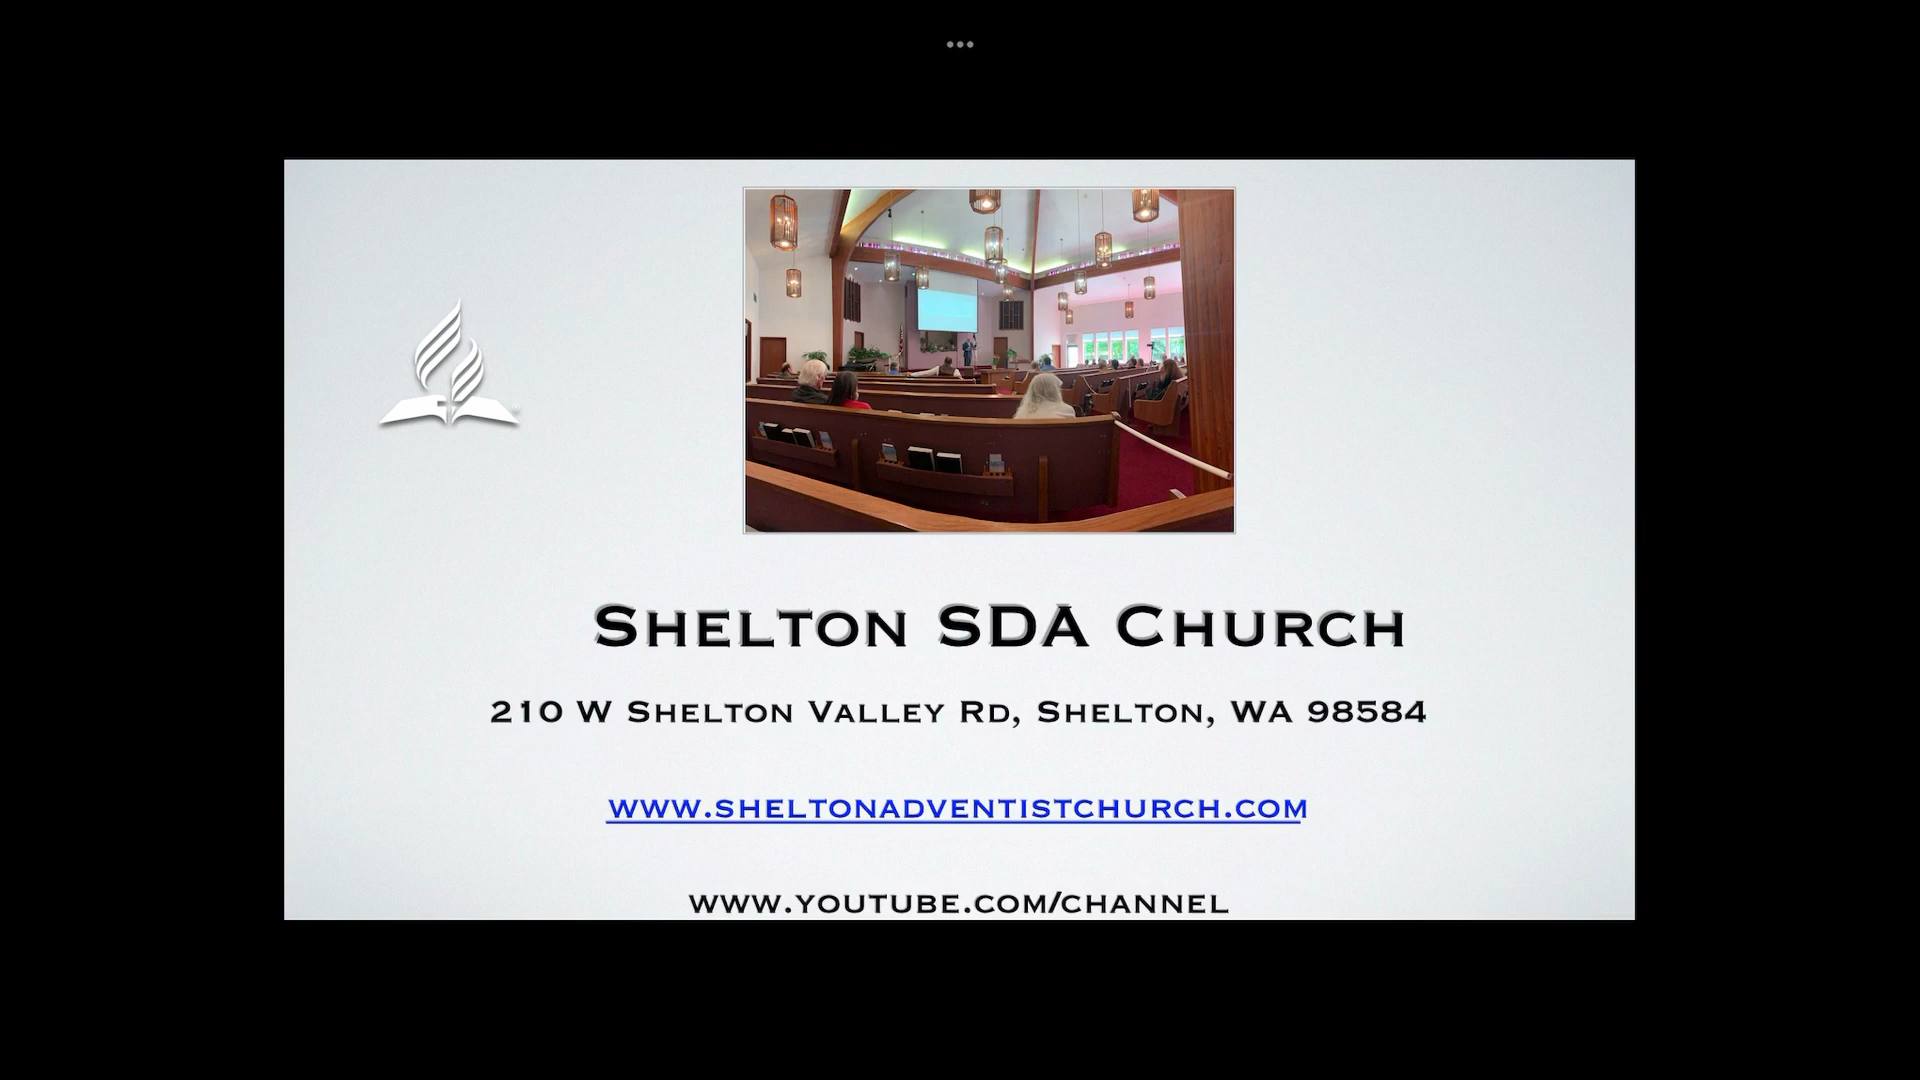 Shelton SDA Church
210 W Shelton Valley Rd, Shelton, WA 98584
www.sheltonadventistchurch.com
www.youtube.com/channel